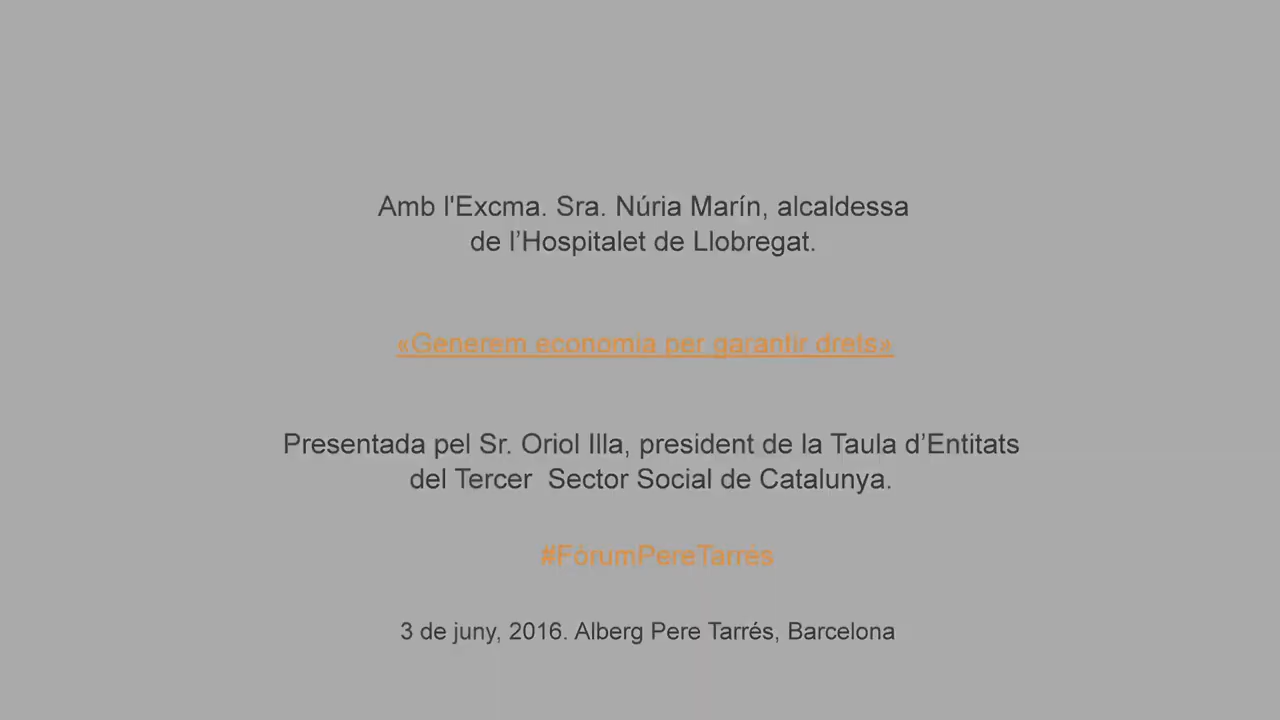 Amb l'Excma. Sra. Núria Marín, alcaldessa
de l’Hospitalet de Llobregat.
«Generem economia per garantir drets»
Presentada pel Sr. Oriol Illa, president de la Taula d’Entitats
del Tercer  Sector Social de Catalunya.
#FórumPereTarrés
3 de juny, 2016. Alberg Pere Tarrés, Barcelona